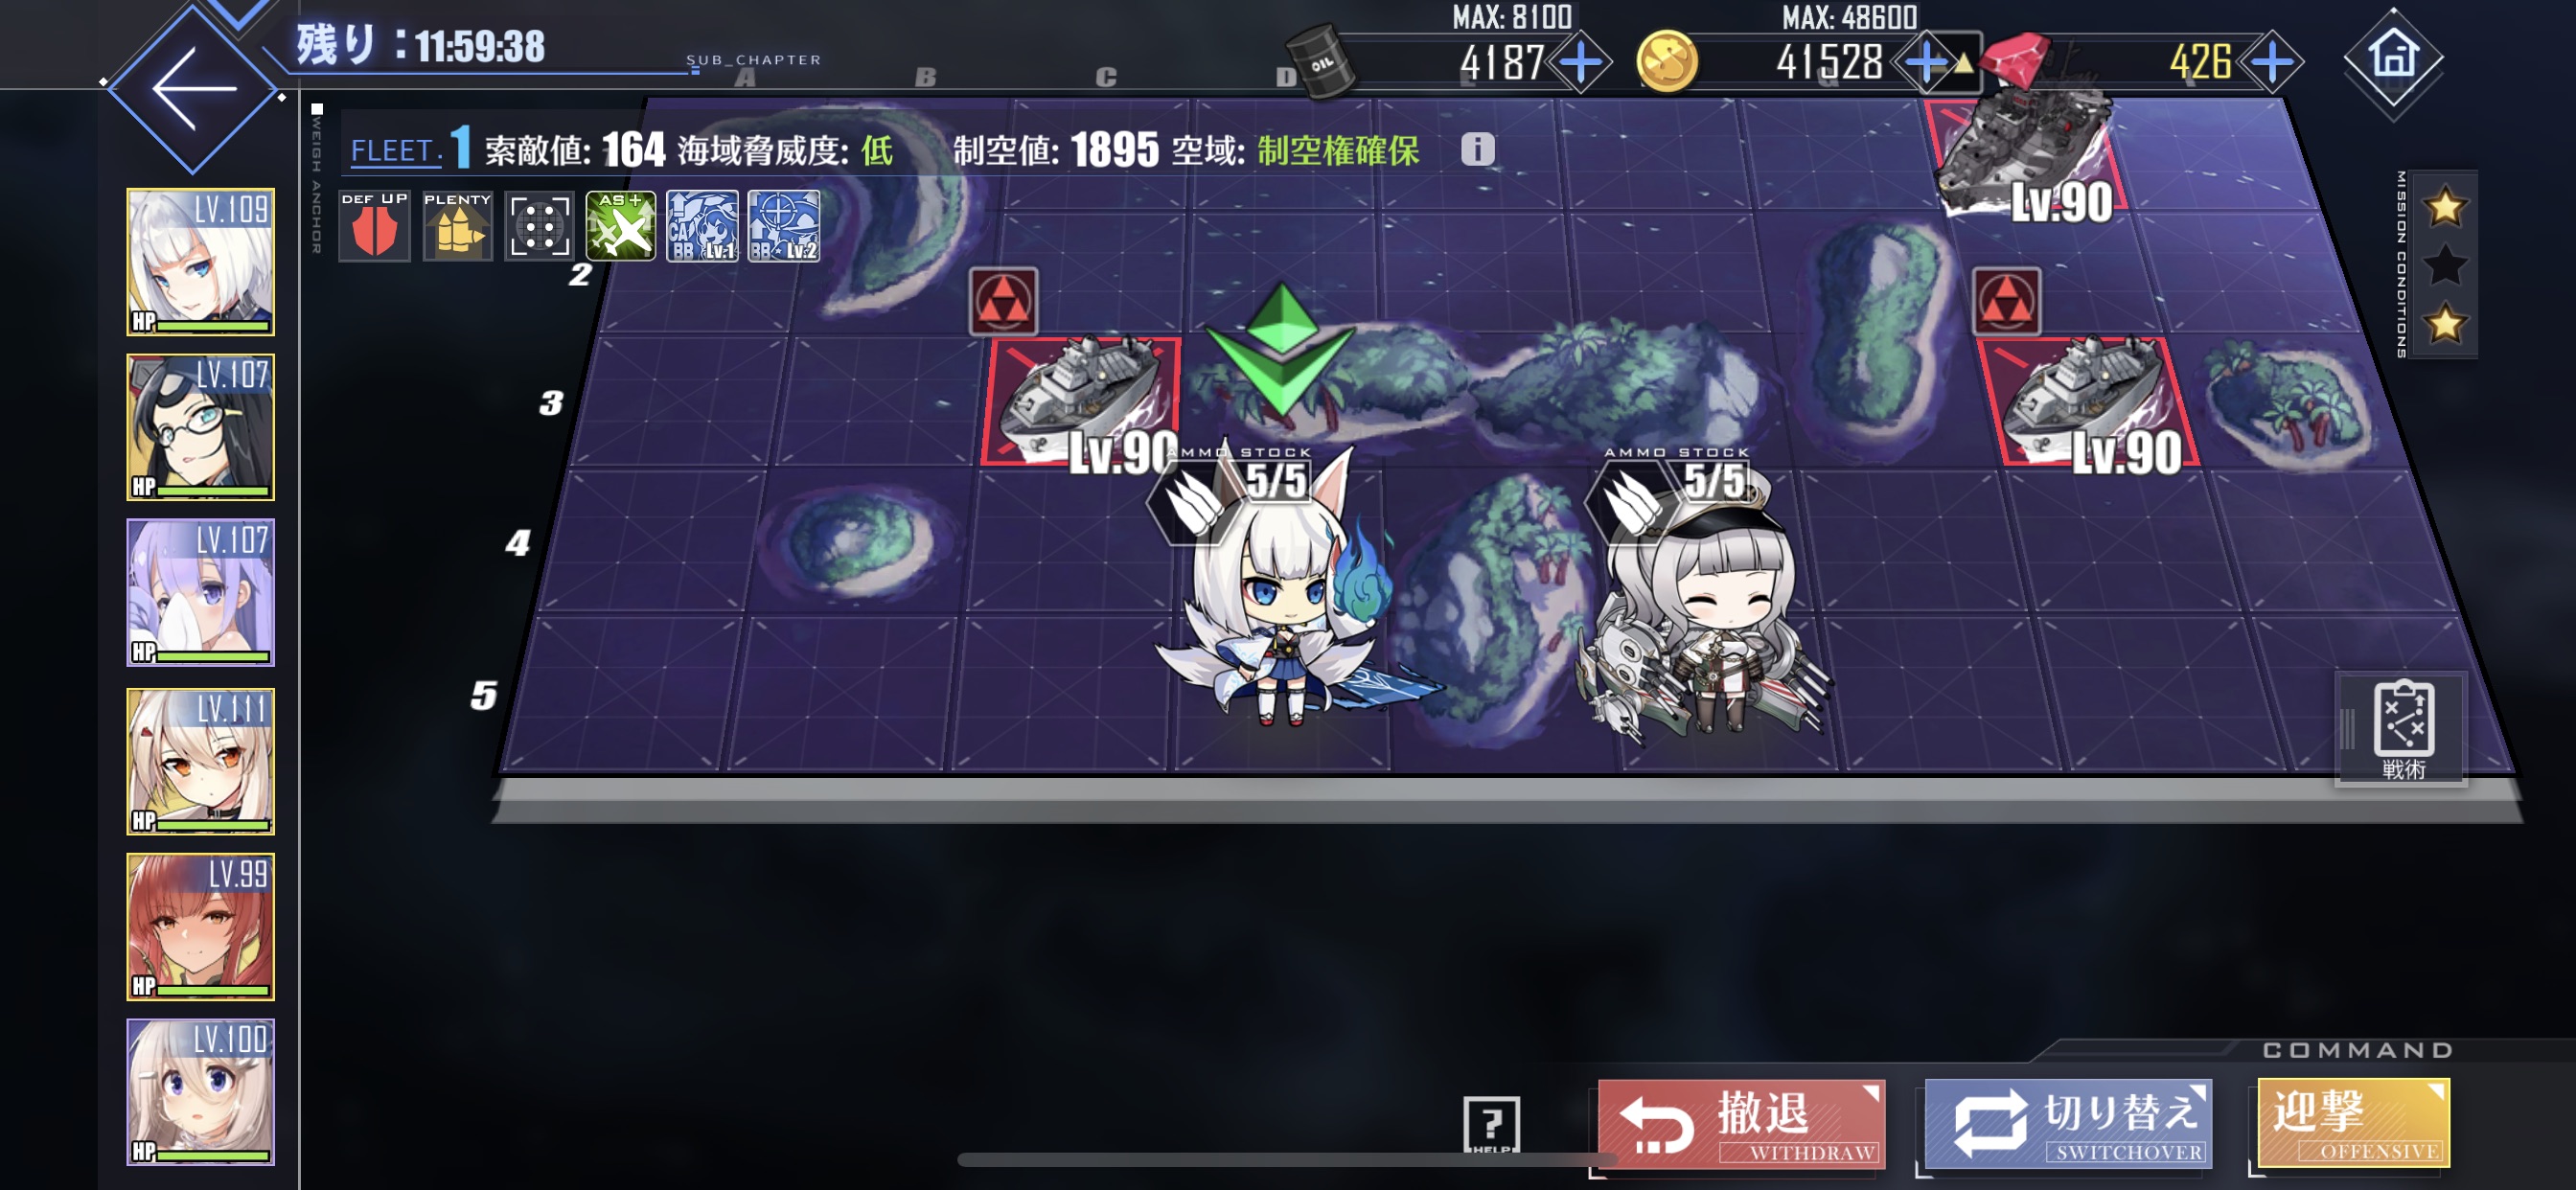 残り：11:59:38
SUB_CHAPTER
MAX: 8100
4187
MAX: 48600
41528
426
OIL
A B C D E G
WEIGH ANCHOR
FLEET. 1 索敵値: 164 海域脅威度: 低 制空値: 1895 空域: 制空権確保 i
DEF UP
PLENTY
AS+
CA BB Lv.1
BB Lv.2
MISSION CONDITIONS
LV.109
HP
LV.107
HP
LV.107
HP
LV.111
HP
LV.99
HP
LV.100
HP
2
3
4
5
Lv.90
Lv.90
Lv.90
AMMO STOCK
5/5
AMMO STOCK
5/5
戦術
COMMAND
?
HELP
撤退
WITHDRAW
切り替え
SWITCHOVER
迎撃
OFFENSIVE